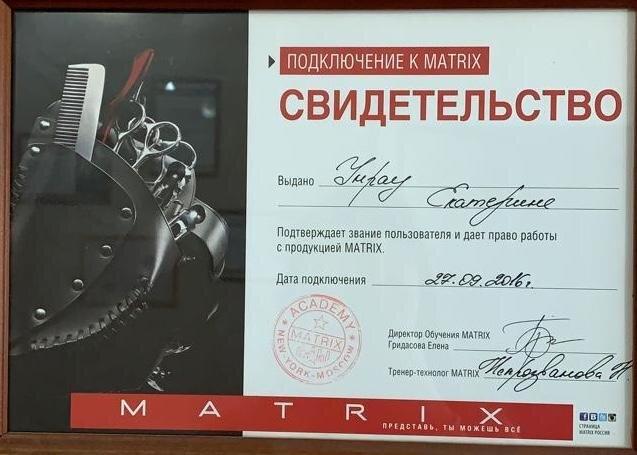 ПОДКЛЮЧЕНИЕ К MATRIX
СВИДЕТЕЛЬСТВО
Выдано Унрау
Екатерине
Подтверждает звание пользователя и дает право работы
с продукцией MATRIX.
Дата подключения 27.09.2016г.
ACADEMY
MATRIX
NEW YORK-MOSCOW
Директор Обучения MATRIX
Гридасова Елена
Тренер-технолог MATRIX Непрозванова Н.
MATRIX
ПРЕДСТАВЬ, ТЫ МОЖЕШЬ ВСЁ
СТРАНИЦА
MATRIX РОССИЯ